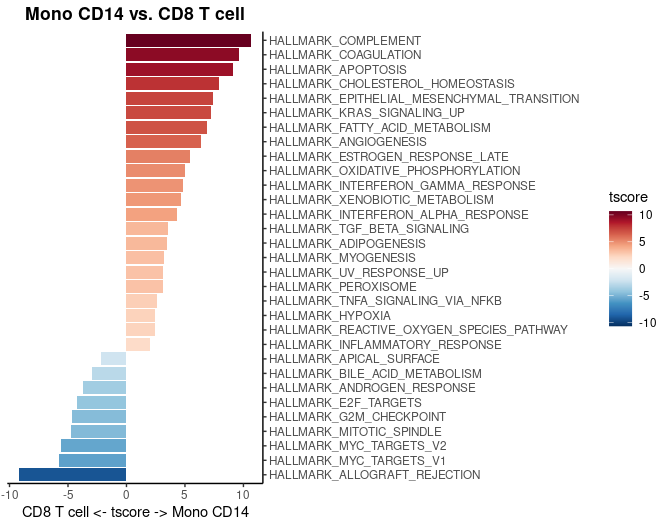 Mono CD14 vs. CD8 T cell
HALLMARK_COMPLEMENT
HALLMARK_COAGULATION
HALLMARK_APOPTOSIS
HALLMARK_CHOLESTEROL_HOMEOSTASIS
HALLMARK_EPITHELIAL_MESENCHYMAL_TRANSITION
HALLMARK_KRAS_SIGNALING_UP
HALLMARK_FATTY_ACID_METABOLISM
HALLMARK_ANGIOGENESIS
HALLMARK_ESTROGEN_RESPONSE_LATE
HALLMARK_OXIDATIVE_PHOSPHORYLATION
HALLMARK_INTERFERON_GAMMA_RESPONSE
HALLMARK_XENOBIOTIC_METABOLISM
HALLMARK_INTERFERON_ALPHA_RESPONSE
HALLMARK_TGF_BETA_SIGNALING
HALLMARK_ADIPOGENESIS
HALLMARK_MYOGENESIS
HALLMARK_UV_RESPONSE_UP
HALLMARK_PEROXISOME
HALLMARK_TNFA_SIGNALING_VIA_NFKB
HALLMARK_HYPOXIA
HALLMARK_REACTIVE_OXYGEN_SPECIES_PATHWAY
HALLMARK_INFLAMMATORY_RESPONSE
HALLMARK_APICAL_SURFACE
HALLMARK_BILE_ACID_METABOLISM
HALLMARK_ANDROGEN_RESPONSE
HALLMARK_E2F_TARGETS
HALLMARK_G2M_CHECKPOINT
HALLMARK_MITOTIC_SPINDLE
HALLMARK_MYC_TARGETS_V2
HALLMARK_MYC_TARGETS_V1
HALLMARK_ALLOGRAFT_REJECTION
-10 -5 0 5 10
CD8 T cell <- tscore -> Mono CD14
tscore
10
5
0
-5
-10